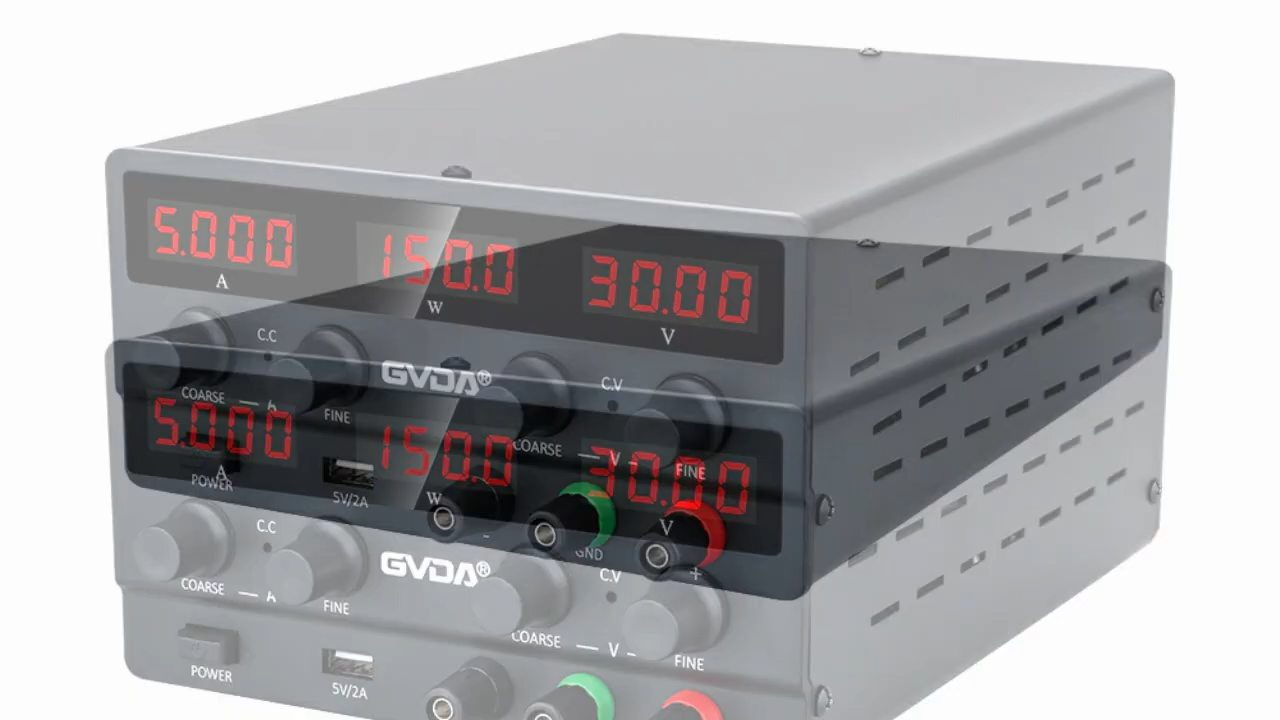 5.000 150.0 30.00
A W V
C.C GVDA® C.V
COARSE — A FINE COARSE — V – FINE
5.000 150.0 30.00
A W V
POWER 5V/2A - GND +
C.C GVDA® C.V
COARSE — A FINE COARSE — V – FINE
POWER 5V/2A